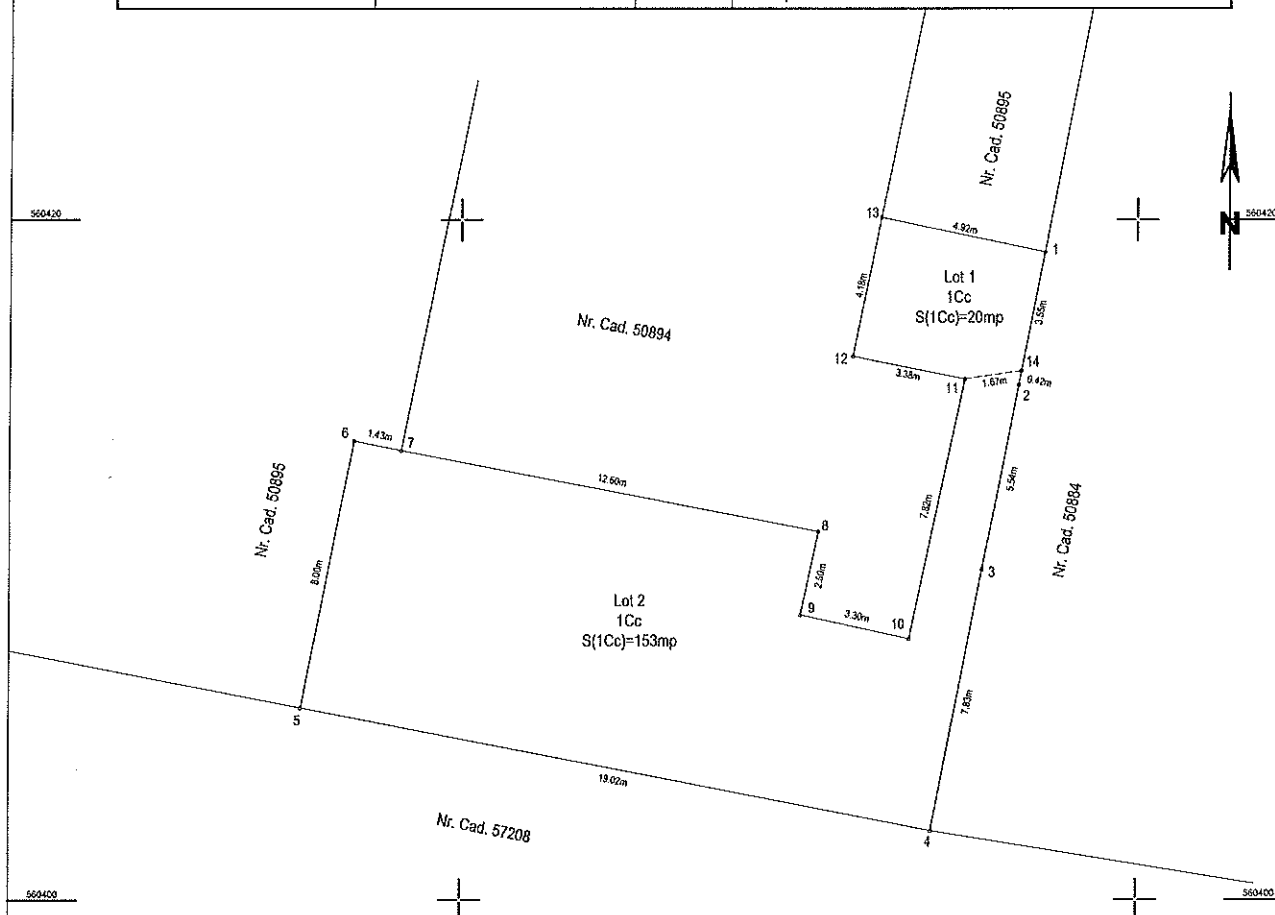 Nr. Cad. 50895
560420
N
560420
13
4.92m
1
Lot 1
1Cc
S(1Cc)=20mp
4.18m
3.55m
Nr. Cad. 50894
12
3.38m
11
1.67m
14
0.42m
2
6
1.43m
7
Nr. Cad. 50895
12.60m
7.82m
5.54m
Nr. Cad. 50884
8
3
8.00m
2.50m
Lot 2
1Cc
S(1Cc)=153mp
9
3.30m
10
7.83m
5
19.02m
Nr. Cad. 57208
4
560400
560400